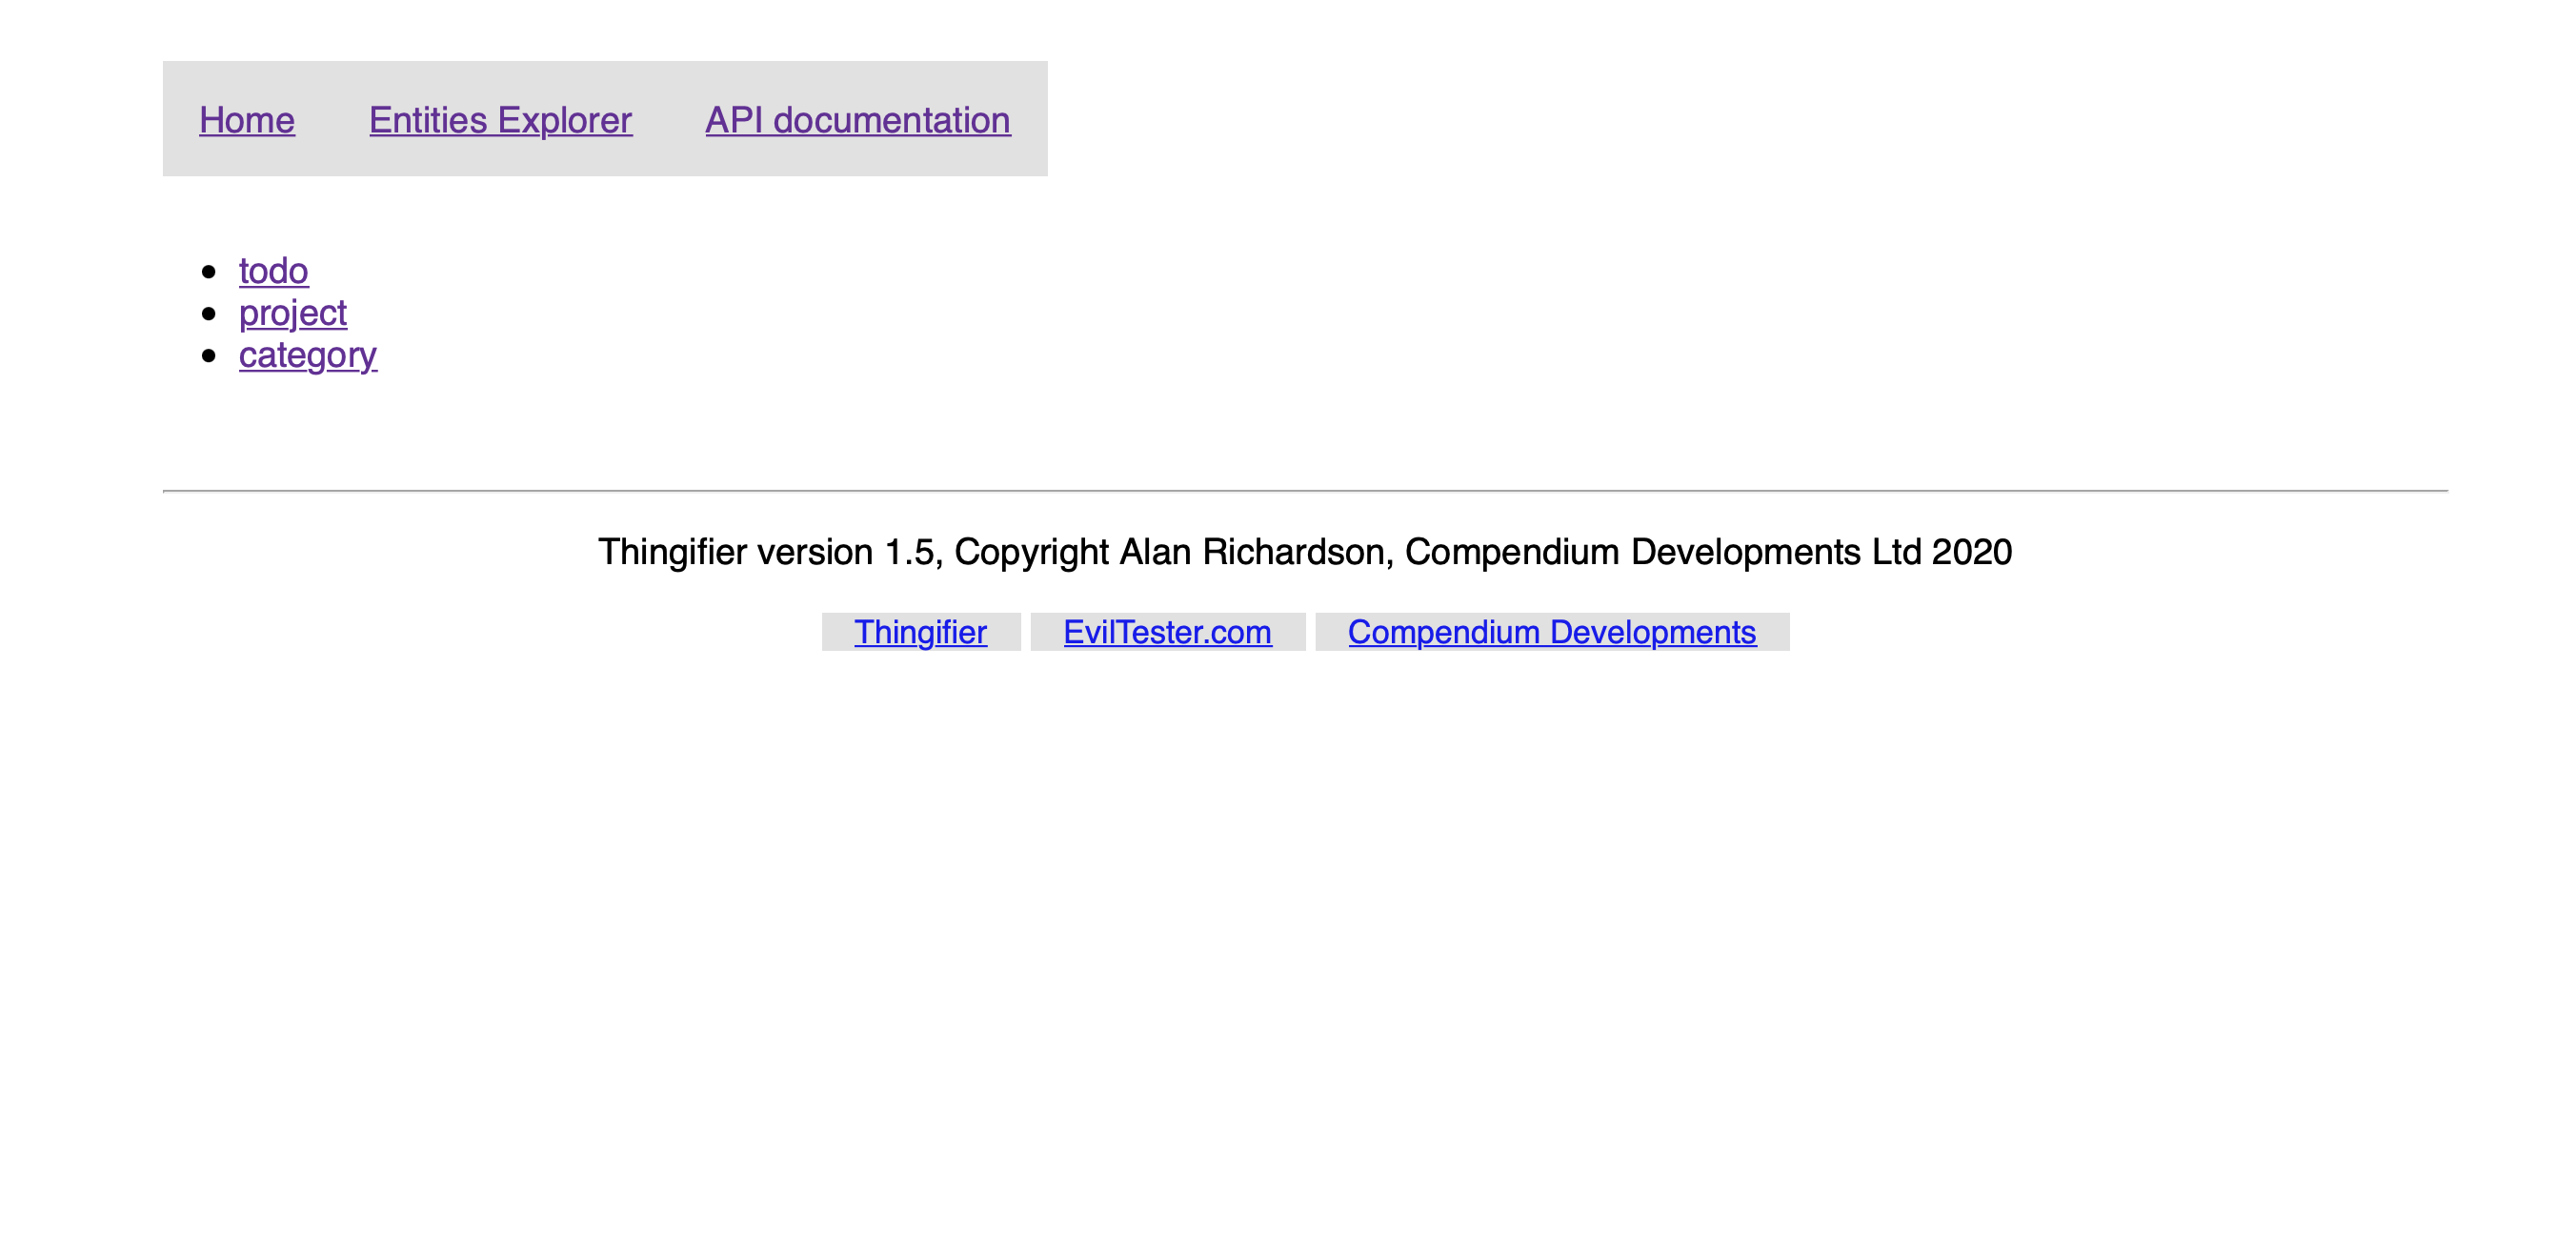 Home Entities Explorer API documentation
todo
project
category
Thingifier version 1.5, Copyright Alan Richardson, Compendium Developments Ltd 2020
Thingifier EvilTester.com Compendium Developments